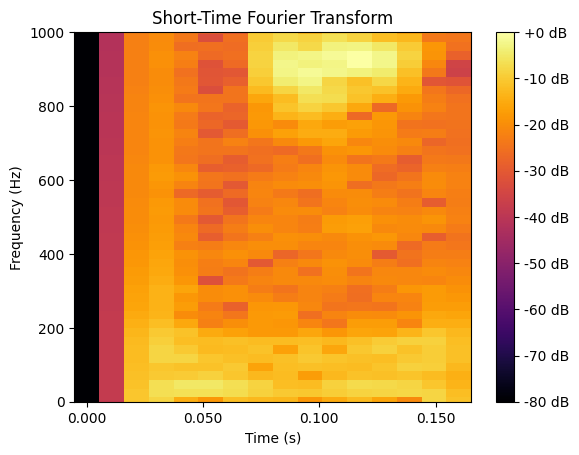 Short-Time Fourier Transform
1000
800
600
400
200
0
Frequency (Hz)
0.000
0.050
0.100
0.150
Time (s)
+0 dB
-10 dB
-20 dB
-30 dB
-40 dB
-50 dB
-60 dB
-70 dB
-80 dB